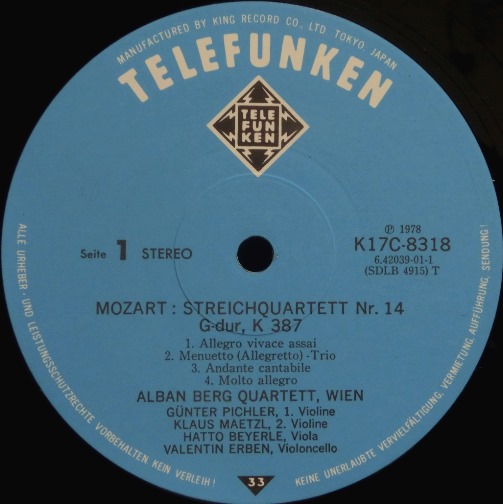 MANUFACTURED BY KING RECORD CO., LTD. TOKYO JAPAN
TELEFUNKEN
TELE
FUN
KEN
Seite 1 STEREO
Ⓟ 1978
K17C-8318
6.42039-01-1
(SDLB 4915) T
MOZART : STREICHQUARTETT Nr. 14
G-dur, K 387
1. Allegro vivace assai
2. Menuetto (Allegretto) -Trio
3. Andante cantabile
4. Molto allegro
ALBAN BERG QUARTETT, WIEN
GÜNTER PICHLER, 1. Violine
KLAUS MAETZL, 2. Violine
HATTO BEYERLE, Viola
VALENTIN ERBEN, Violoncello
ALLE URHEBER - UND LEISTUNGSSCHUTZRECHTE VORBEHALTEN KEIN VERLEIH !
33
KEINE UNERLAUBTE VERVIELFÄLTIGUNG, VERMIETUNG, AUFFÜHRUNG, SENDUNG !